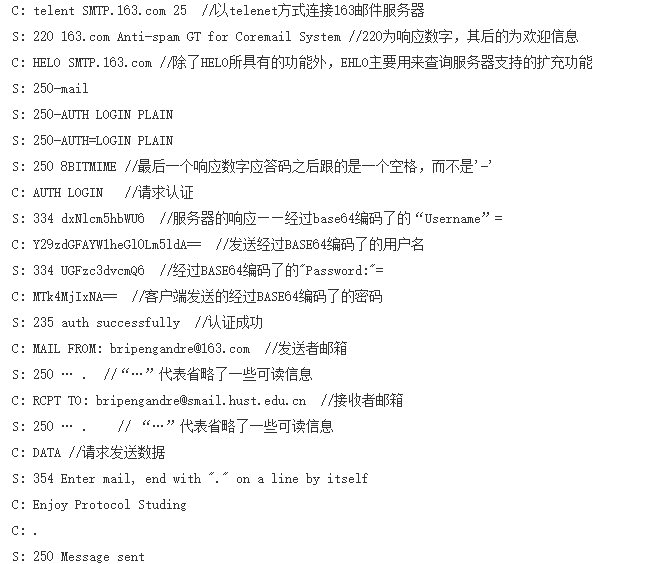 C: telent SMTP.163.com 25  //以telenet方式连接163邮件服务器
S: 220 163.com Anti-spam GT for Coremail System //220为响应数字，其后的为欢迎信息
C: HELO SMTP.163.com //除了HELO所具有的功能外，EHLO主要用来查询服务器支持的扩充功能
S: 250-mail
S: 250-AUTH LOGIN PLAIN
S: 250-AUTH=LOGIN PLAIN
S: 250 8BITMIME //最后一个响应数字应答码之后跟的是一个空格，而不是'-'
C: AUTH LOGIN   //请求认证
S: 334 dxNlcm5hbWU6  //服务器的响应——经过base64编码了的“Username”=
C: Y29zdGFAYW1heGlOLm5ldA==  //发送经过BASE64编码了的用户名
S: 334 UGFzc3dvcmQ6  //经过BASE64编码了的"Password:"=
C: MTk4MjIxNA==  //客户端发送的经过BASE64编码了的密码
S: 235 auth successfully  //认证成功
C: MAIL FROM: bripengandre@163.com  //发送者邮箱
S: 250 … .  //“…”代表省略了一些可读信息
C: RCPT TO: bripengandre@smail.hust.edu.cn  //接收者邮箱
S: 250 … .    // “…”代表省略了一些可读信息
C: DATA //请求发送数据
S: 354 Enter mail, end with "." on a line by itself
C: Enjoy Protocol Studing
C: .
S: 250 Message sent